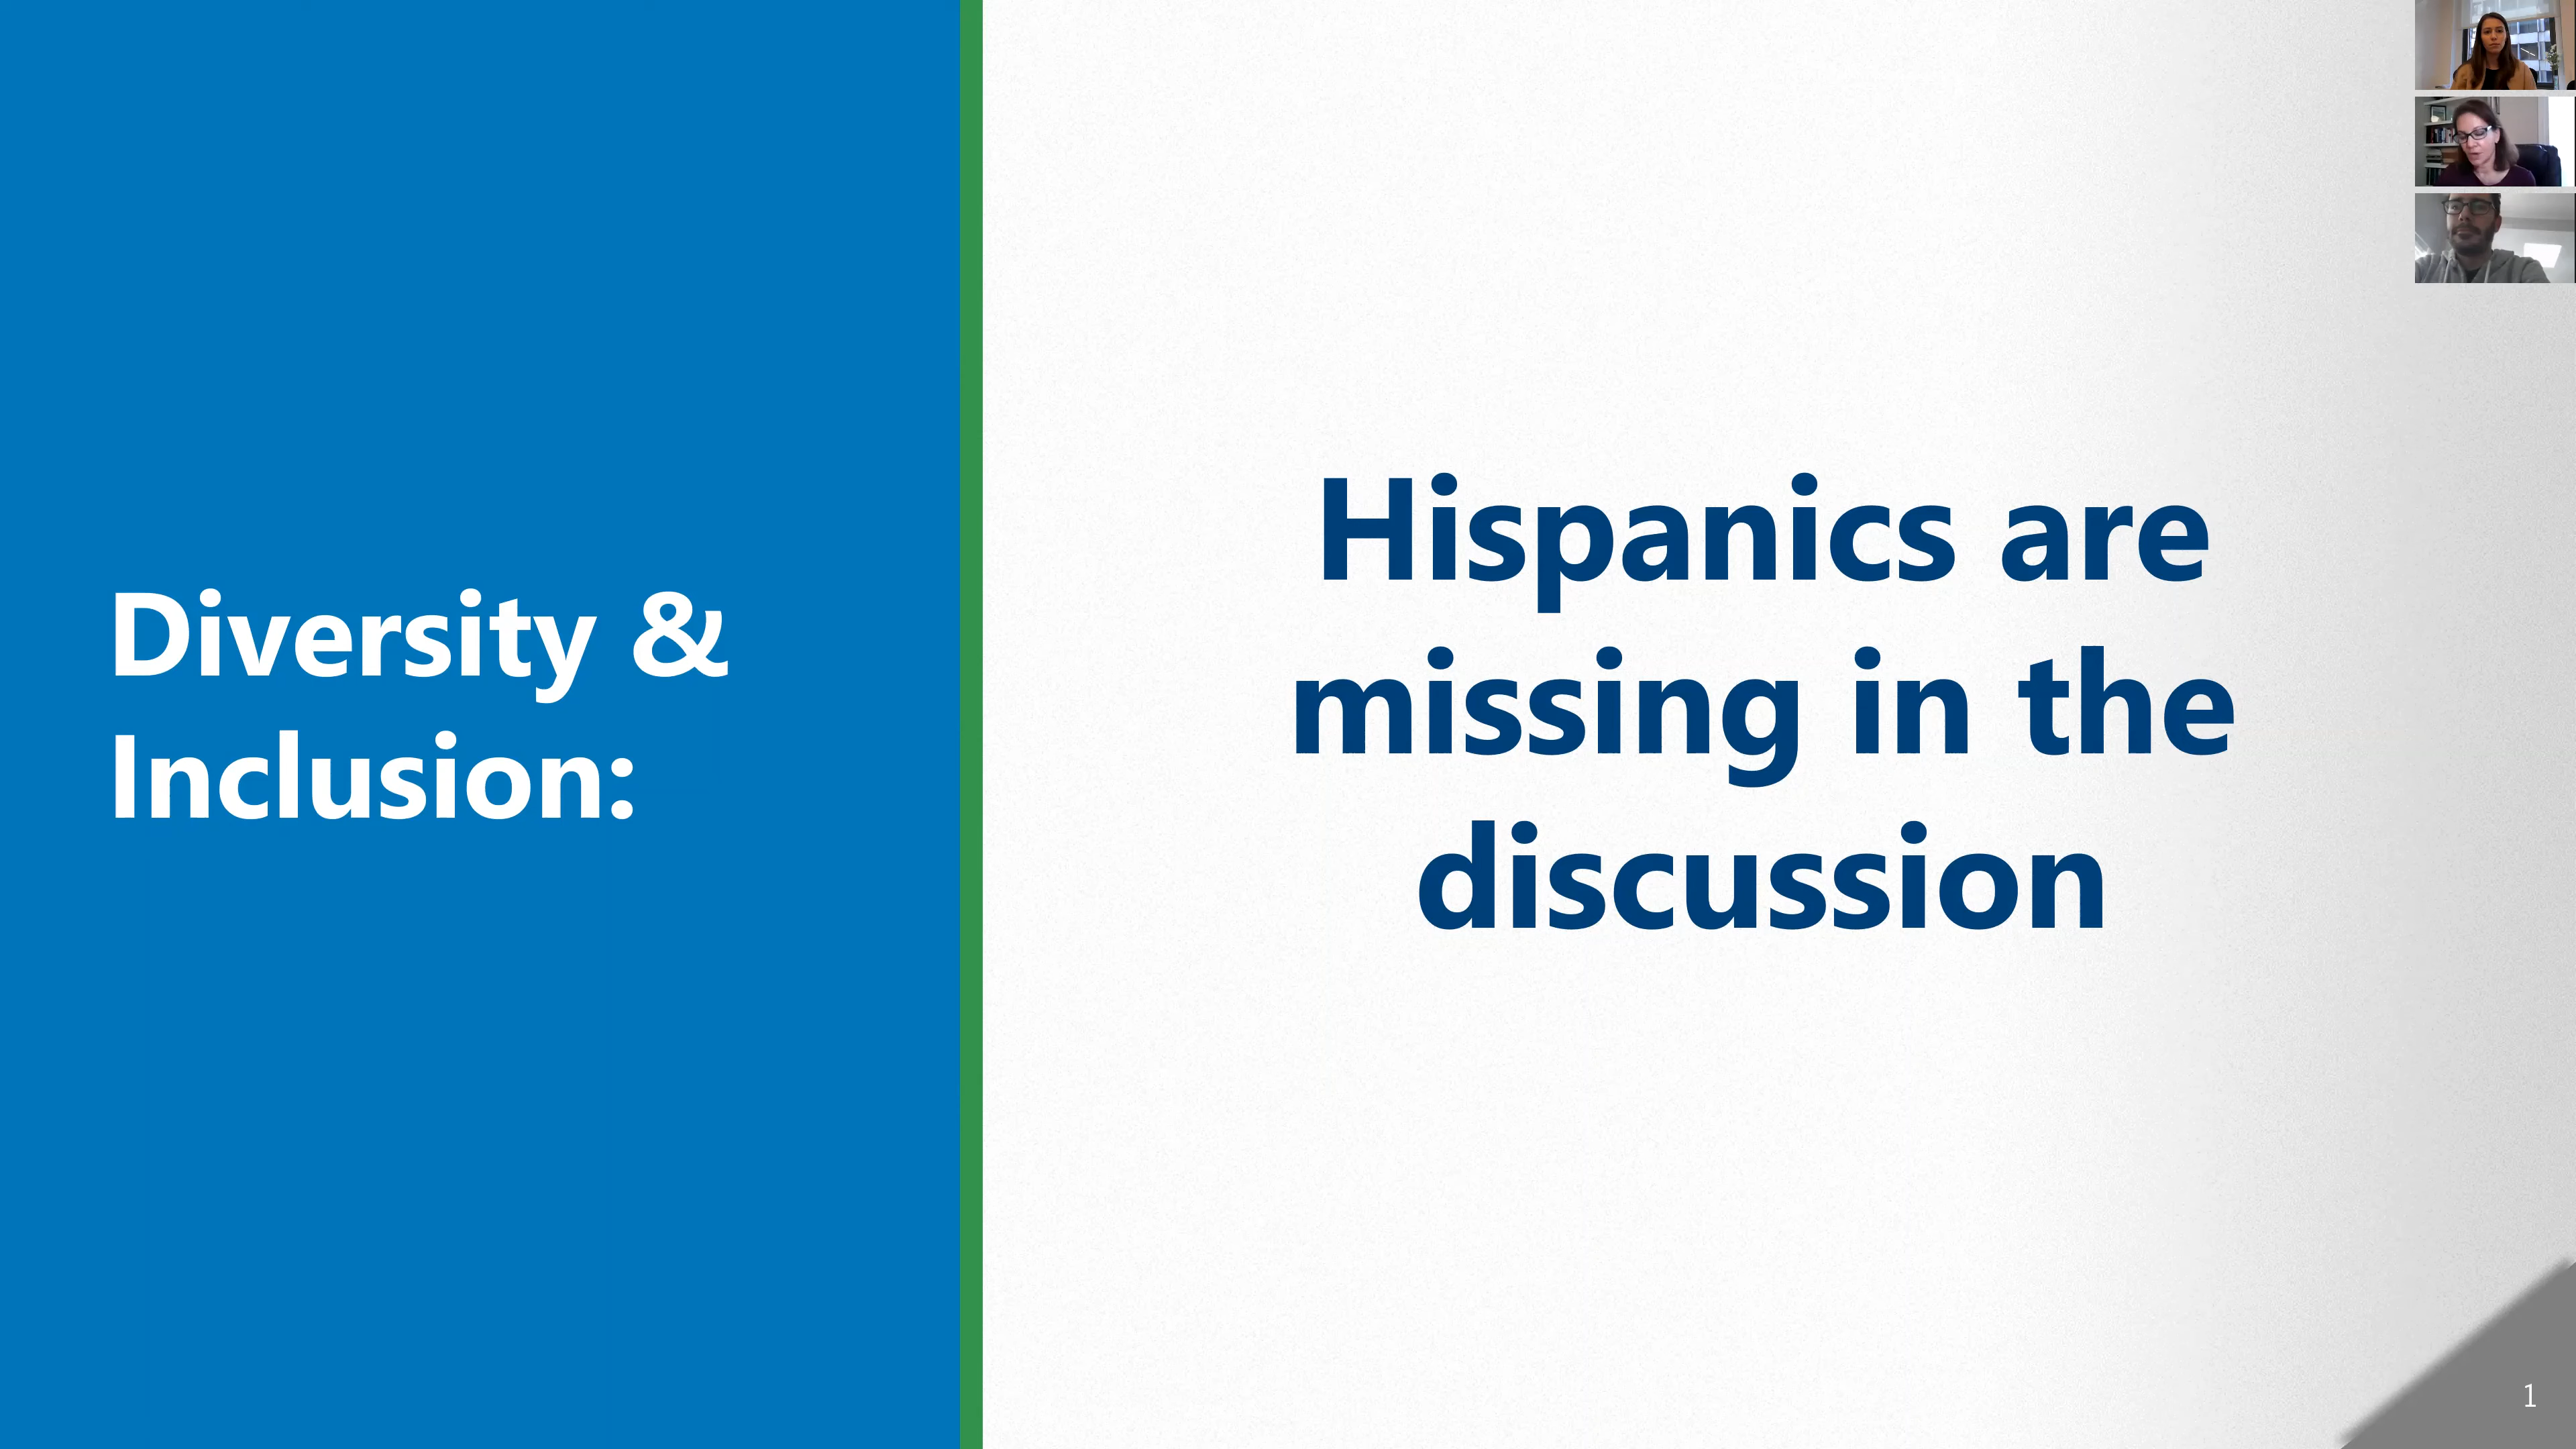 Diversity &
Inclusion:
Hispanics are
missing in the
discussion
1